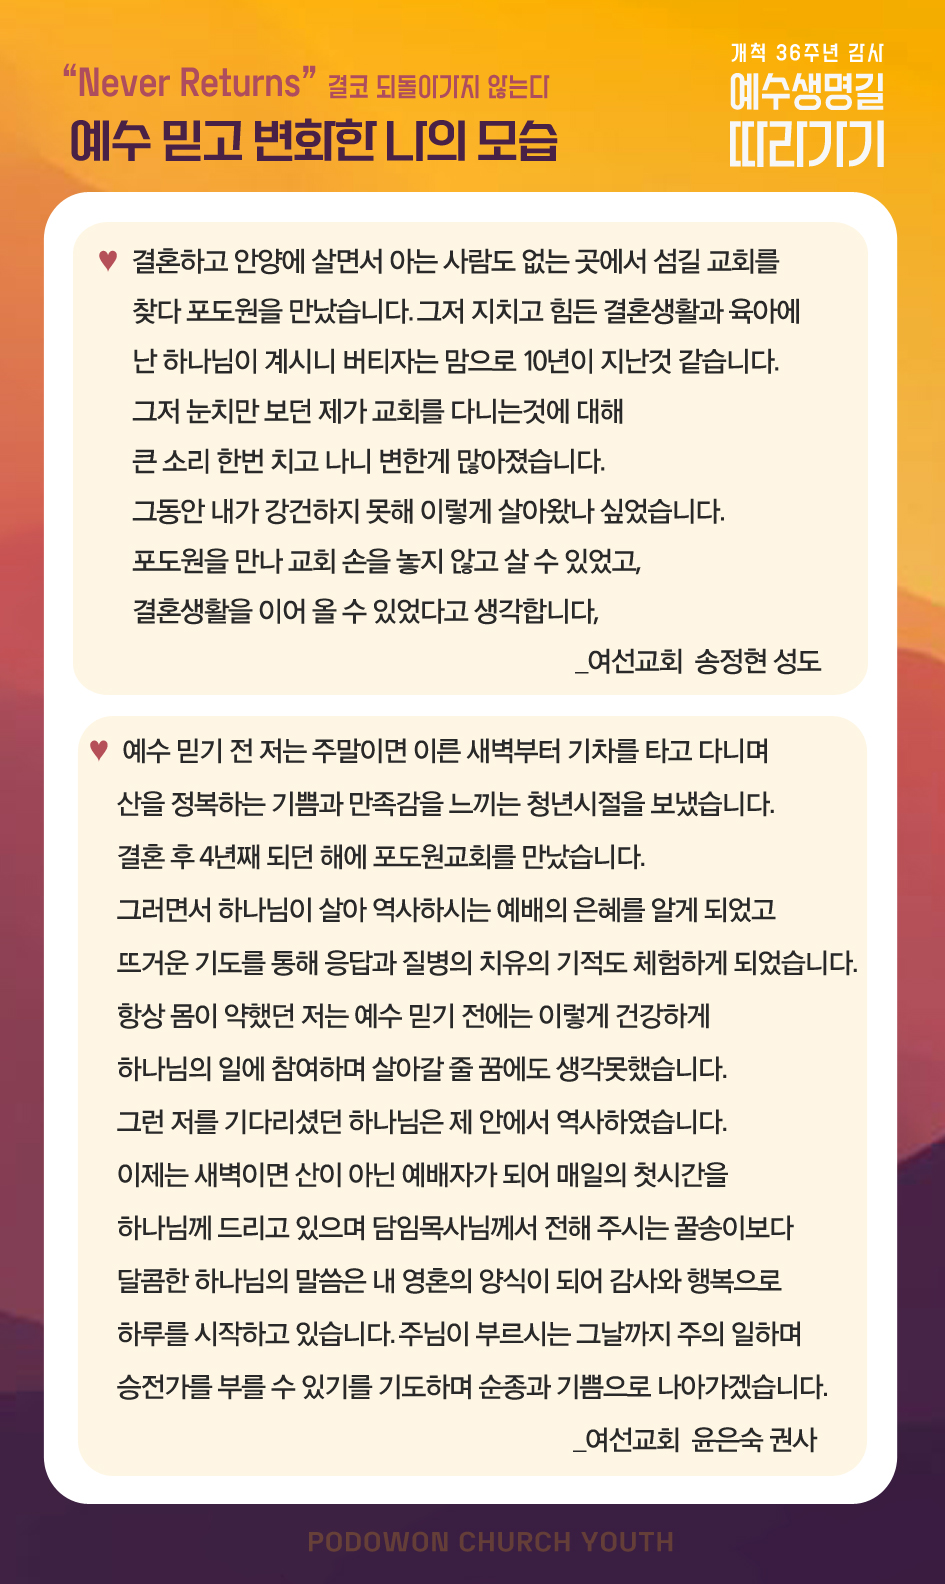 “Never Returns” 결코 되돌아가지 않는다
예수 믿고 변화한 나의 모습
개척 36주년 감사
예수생명길
따라가기
♥ 결혼하고 안양에 살면서 아는 사람도 없는 곳에서 섬길 교회를
찾다 포도원을 만났습니다. 그저 지치고 힘든 결혼생활과 육아에
난 하나님이 계시니 버티자는 맘으로 10년이 지난것 같습니다.
그저 눈치만 보던 제가 교회를 다니는것에 대해
큰 소리 한번 치고 나니 변한게 많아졌습니다.
그동안 내가 강건하지 못해 이렇게 살아왔나 싶었습니다.
포도원을 만나 교회 손을 놓지 않고 살 수 있었고,
결혼생활을 이어 올 수 있었다고 생각합니다,
_여선교회 송정현 성도
♥ 예수 믿기 전 저는 주말이면 이른 새벽부터 기차를 타고 다니며
산을 정복하는 기쁨과 만족감을 느끼는 청년시절을 보냈습니다.
결혼 후 4년째 되던 해에 포도원교회를 만났습니다.
그러면서 하나님이 살아 역사하시는 예배의 은혜를 알게 되었고
뜨거운 기도를 통해 응답과 질병의 치유의 기적도 체험하게 되었습니다.
항상 몸이 약했던 저는 예수 믿기 전에는 이렇게 건강하게
하나님의 일에 참여하며 살아갈 줄 꿈에도 생각못했습니다.
그런 저를 기다리셨던 하나님은 제 안에서 역사하였습니다.
이제는 새벽이면 산이 아닌 예배자가 되어 매일의 첫시간을
하나님께 드리고 있으며 담임목사님께서 전해 주시는 꿀송이보다
달콤한 하나님의 말씀은 내 영혼의 양식이 되어 감사와 행복으로
하루를 시작하고 있습니다. 주님이 부르시는 그날까지 주의 일하며
승전가를 부를 수 있기를 기도하며 순종과 기쁨으로 나아가겠습니다.
_여선교회 윤은숙 권사
PODOWON CHURCH YOUTH